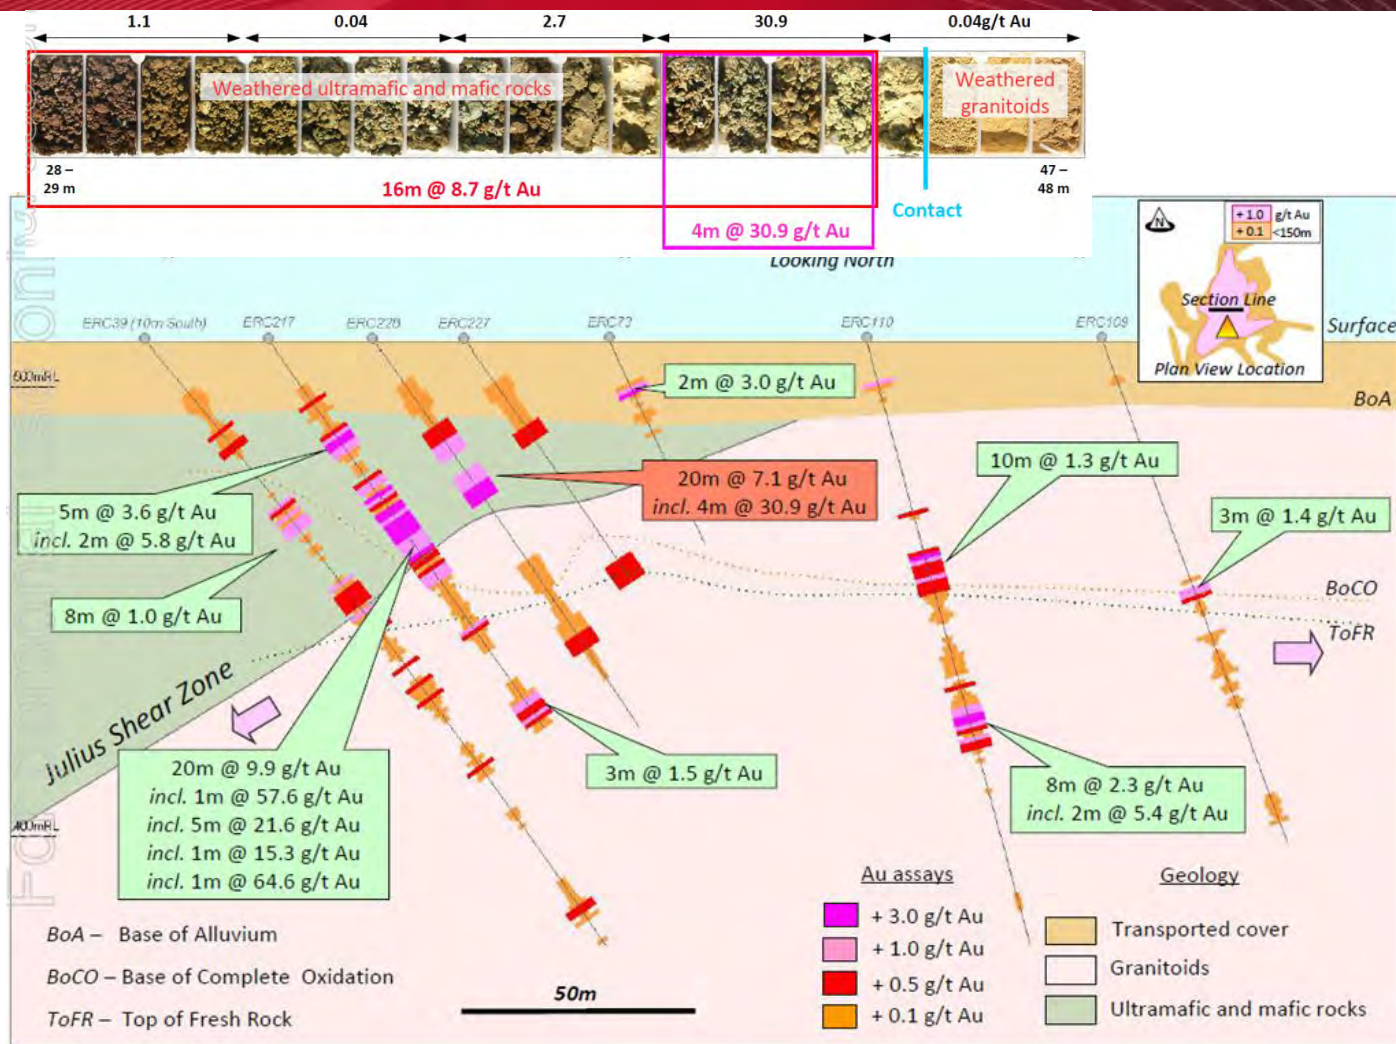 1.1 0.04 2.7 30.9 0.04g/t Au
Weathered ultramafic and mafic rocks
Weathered
granitoids
28 –
29 m
47 –
48 m
16m @ 8.7 g/t Au
4m @ 30.9 g/t Au
Contact
Looking North
N
+ 1.0 g/t Au
+ 0.1 <150m
Section Line
Plan View Location
ERC39 (10m South) ERC217 ERC228 ERC227 ERC73 ERC110 ERC109
Surface
500mRL
BoA
2m @ 3.0 g/t Au
20m @ 7.1 g/t Au
incl. 4m @ 30.9 g/t Au
10m @ 1.3 g/t Au
5m @ 3.6 g/t Au
incl. 2m @ 5.8 g/t Au
3m @ 1.4 g/t Au
8m @ 1.0 g/t Au
BoCO
ToFR
Julius Shear Zone
20m @ 9.9 g/t Au
incl. 1m @ 57.6 g/t Au
incl. 5m @ 21.6 g/t Au
incl. 1m @ 15.3 g/t Au
incl. 1m @ 64.6 g/t Au
3m @ 1.5 g/t Au
8m @ 2.3 g/t Au
incl. 2m @ 5.4 g/t Au
400mRL
Au assays
+ 3.0 g/t Au
+ 1.0 g/t Au
+ 0.5 g/t Au
+ 0.1 g/t Au
Geology
Transported cover
Granitoids
Ultramafic and mafic rocks
BoA – Base of Alluvium
BoCO – Base of Complete Oxidation
ToFR – Top of Fresh Rock
50m